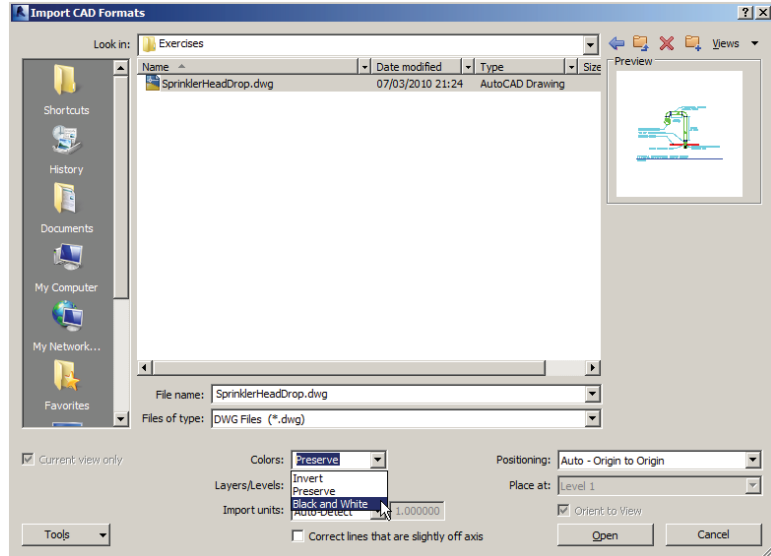 Import CAD Formats
Look in: Exercises Views
Name Date modified Type Size
SprinklerHeadDrop.dwg 07/03/2010 21:24 AutoCAD Drawing
Preview
Shortcuts
History
Documents
My Computer
My Network...
Favorites
File name: SprinklerHeadDrop.dwg
Files of type: DWG Files (*.dwg)
Current view only Colors: Preserve Positioning: Auto - Origin to Origin
Invert
Layers/Levels: Preserve Place at: Level 1
Black and White
Import units: Auto-Detect 1.000000 Orient to View
Correct lines that are slightly off axis
Tools Open Cancel